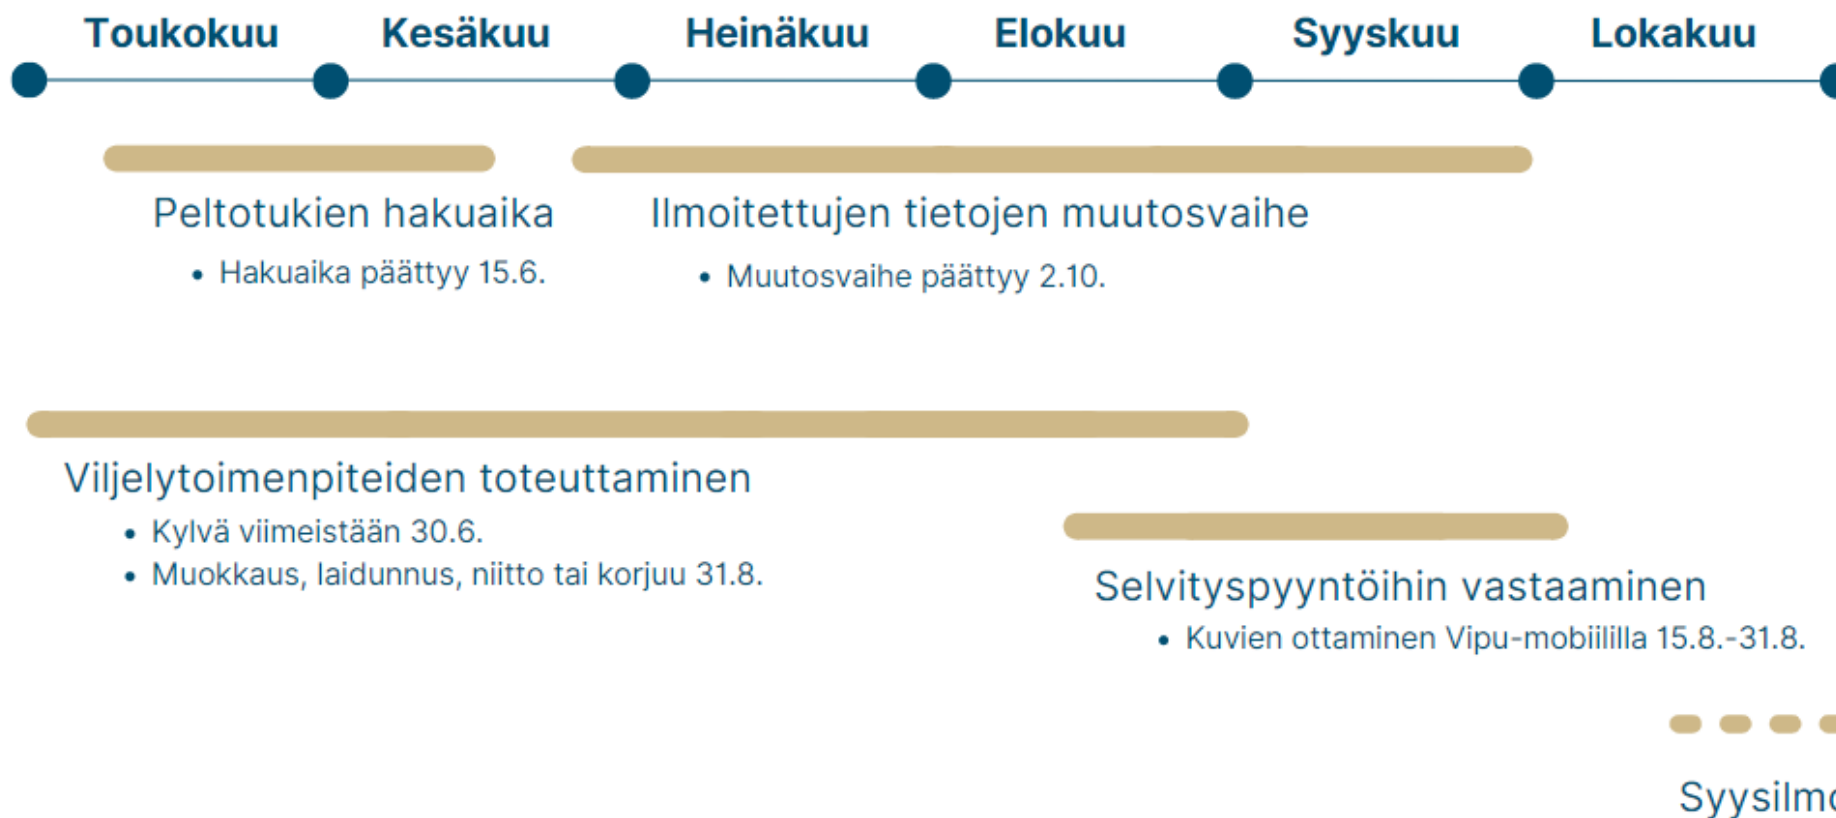 Toukokuu Kesäkuu Heinäkuu Elokuu Syyskuu Lokakuu
Peltotukien hakuaika
• Hakuaika päättyy 15.6.
Ilmoitettujen tietojen muutosvaihe
• Muutosvaihe päättyy 2.10.
Viljelytoimenpiteiden toteuttaminen
• Kylvä viimeistään 30.6.
• Muokkaus, laidunnus, niitto tai korjuu 31.8.
Selvityspyyntöihin vastaaminen
• Kuvien ottaminen Vipu-mobiililla 15.8.-31.8.